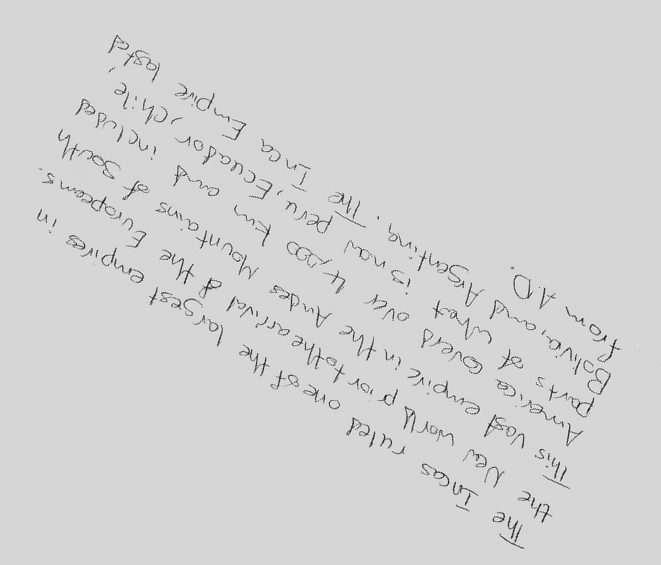 The Incas ruled one of the largest empires in
the New World prior to the arrival of the Europeans.
This vast empire in the Andes Mountains of South
America covers over 4,000 km and included
parts of what is now peru, Ecuador, Chile,
Bolivia, and Argentina. The Inca Empire lasted
from A.D.